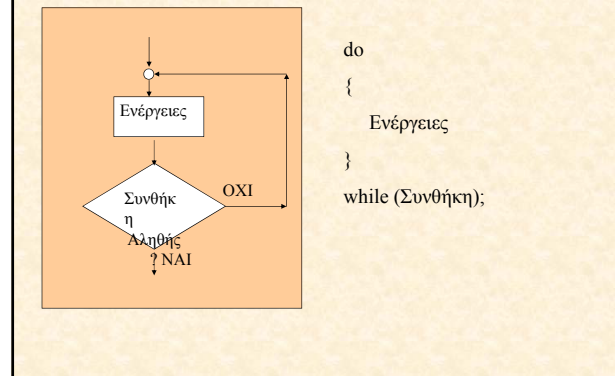 Ενέργειες
Συνθήκ
η
Αληθής
? ΝΑΙ
ΟΧΙ
do
{
Ενέργειες
}
while (Συνθήκη);